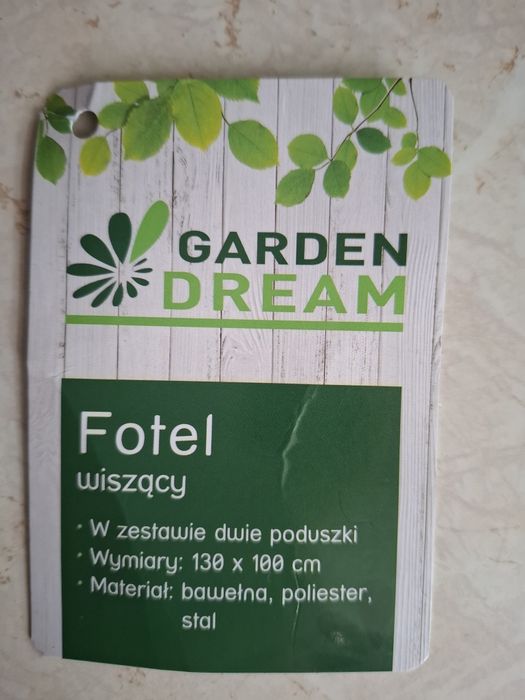 GARDEN
DREAM
Fotel
wiszący
· W zestawie dwie poduszki
· Wymiary: 130 x 100 cm
· Materiał: bawełna, poliester,
stal